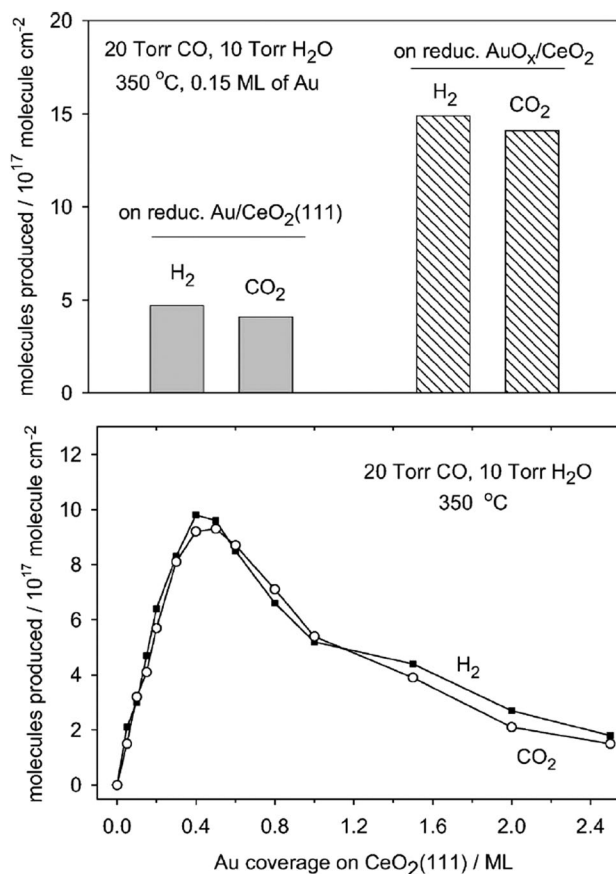 20
15
10
5
0
molecules produced / 10¹⁷ molecule cm⁻²
20 Torr CO, 10 Torr H₂O
350 °C, 0.15 ML of Au
on reduc. AuOₓ/CeO₂
H₂
CO₂
on reduc. Au/CeO₂(111)
H₂
CO₂
12
10
8
6
4
2
0
molecules produced / 10¹⁷ molecule cm⁻²
20 Torr CO, 10 Torr H₂O
350 °C
H₂
CO₂
0.0 0.4 0.8 1.2 1.6 2.0 2.4
Au coverage on CeO₂(111) / ML